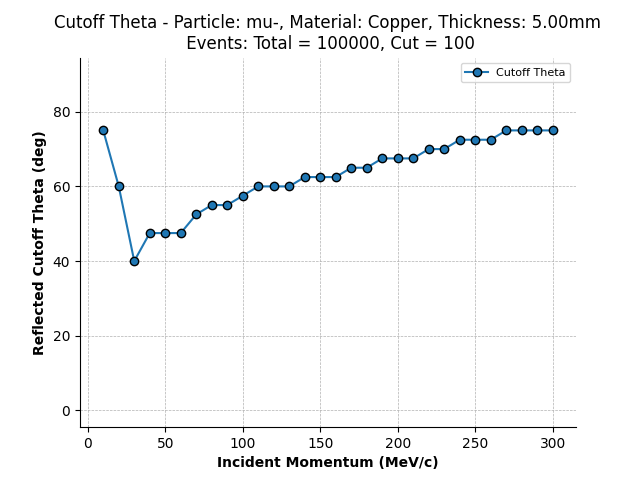 Cutoff Theta - Particle: mu-, Material: Copper, Thickness: 5.00mm
Events: Total = 100000, Cut = 100
Cutoff Theta
80
60
40
20
0
Reflected Cutoff Theta (deg)
0 50 100 150 200 250 300
Incident Momentum (MeV/c)